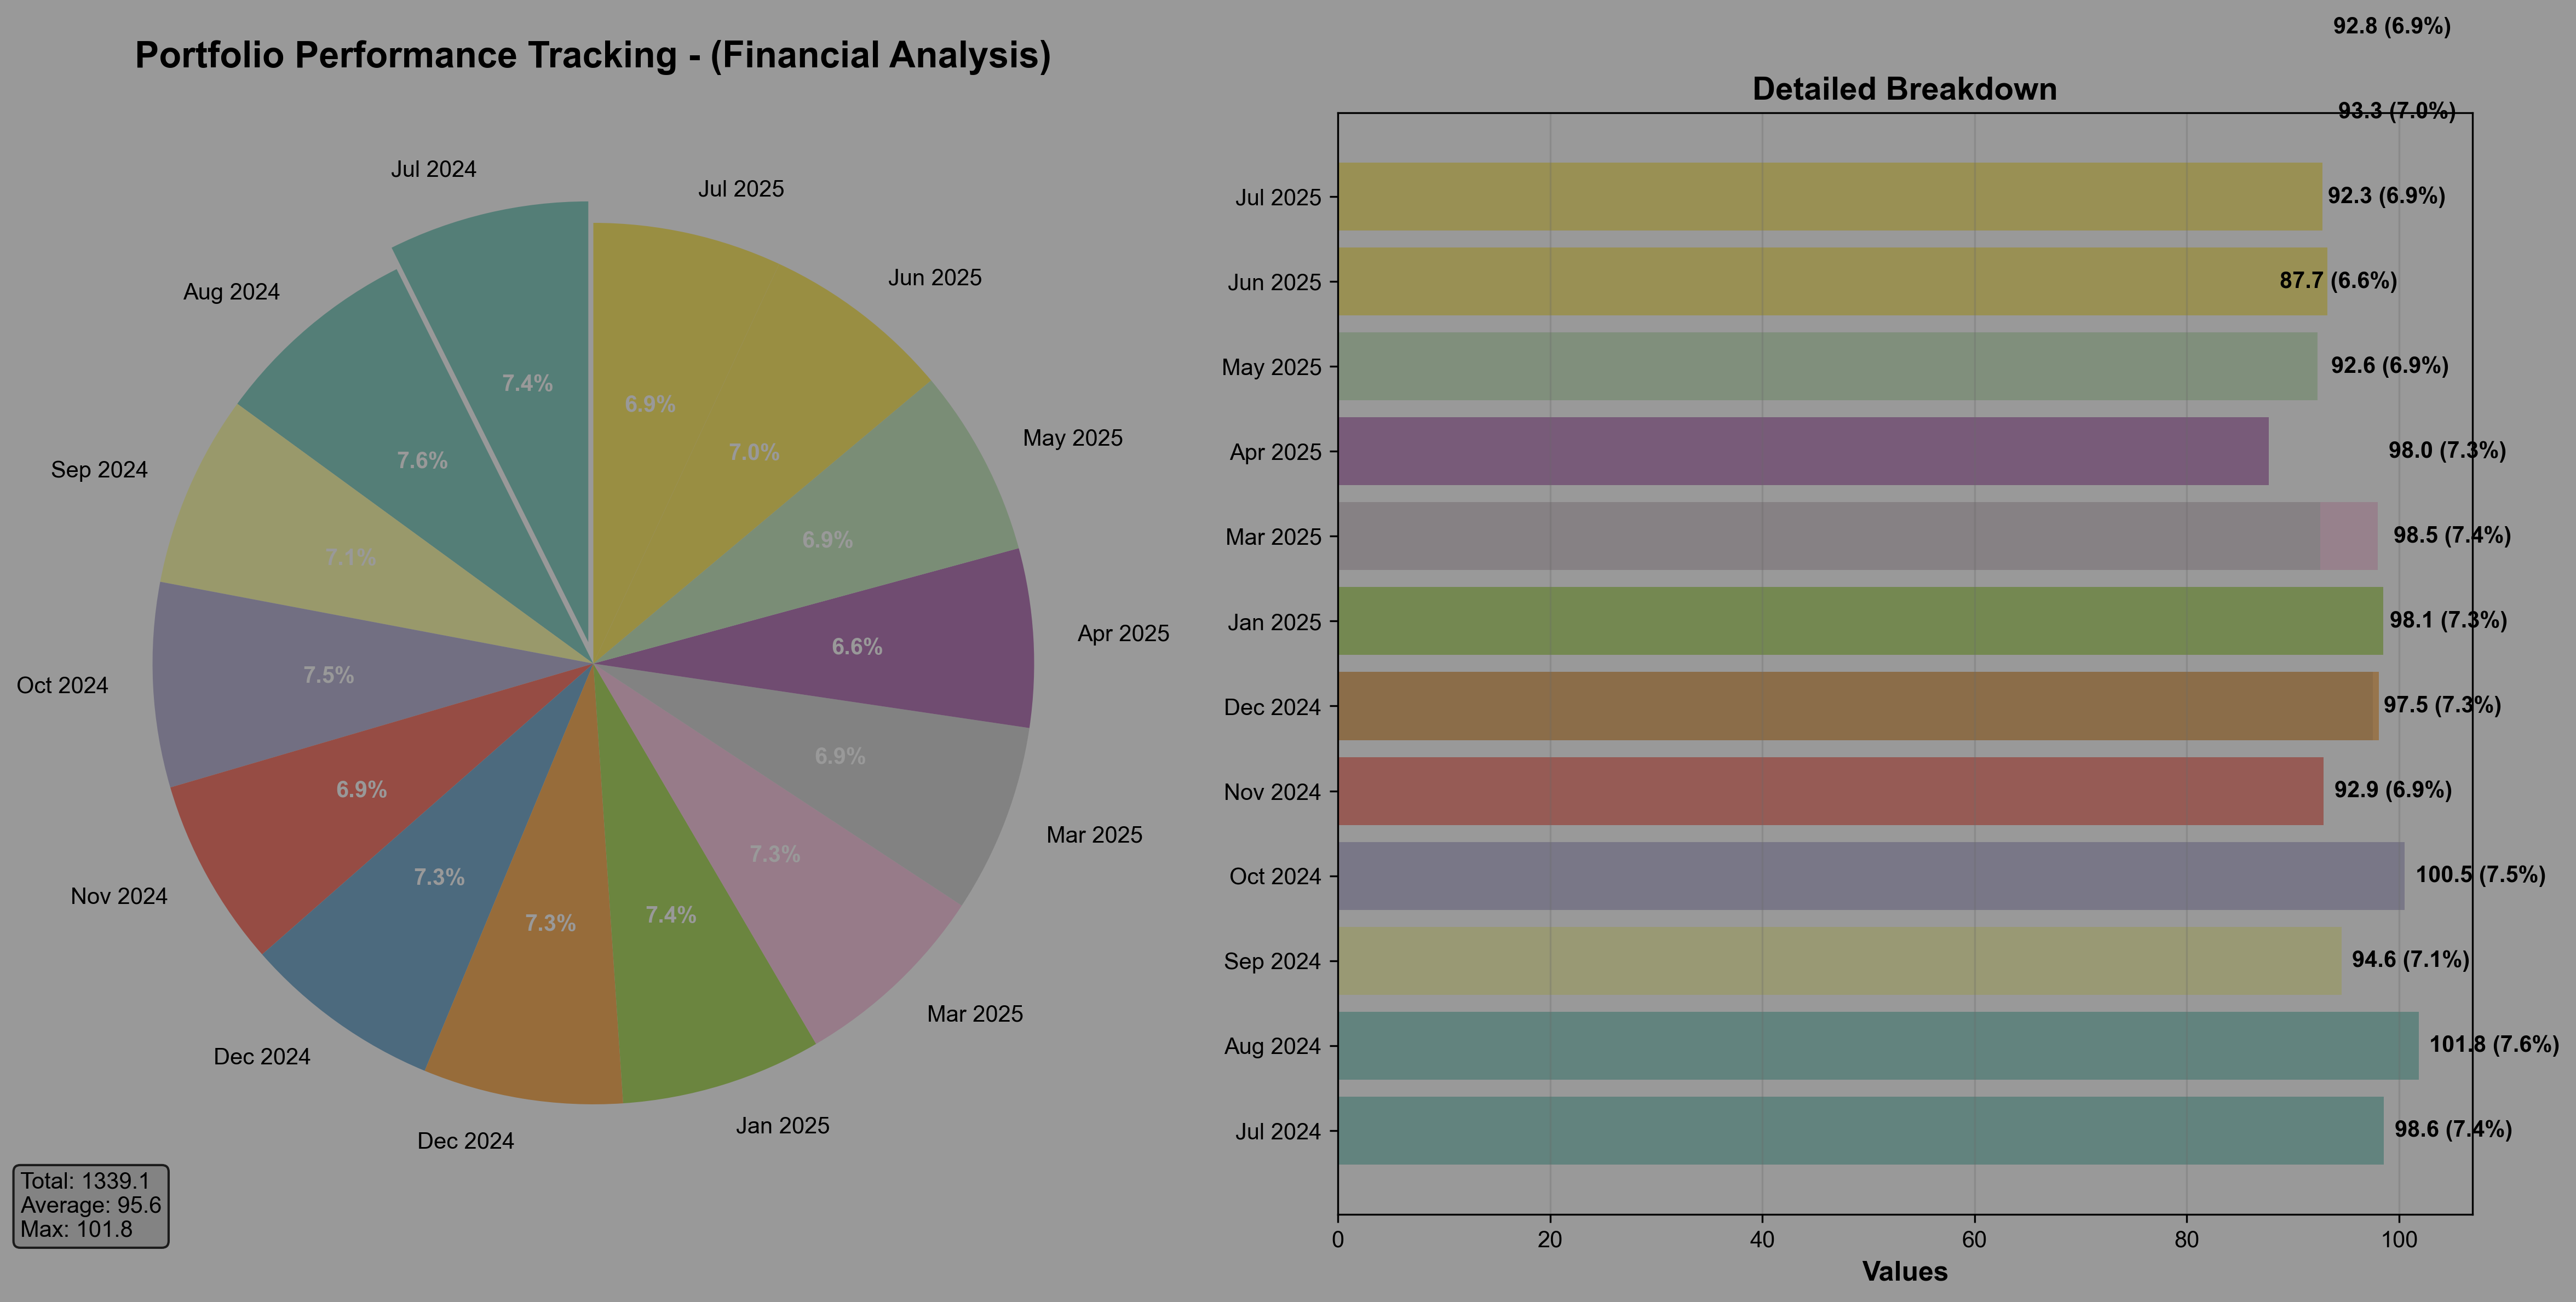 Portfolio Performance Tracking - (Financial Analysis)
Jul 2024
Jul 2025
Aug 2024
Jun 2025
Sep 2024
May 2025
Oct 2024
Apr 2025
Nov 2024
Mar 2025
Dec 2024
Mar 2025
Dec 2024
Jan 2025
7.4%
6.9%
7.6%
7.0%
7.1%
6.9%
7.5%
6.6%
6.9%
6.9%
7.3%
7.3%
7.3%
7.4%
Total: 1339.1
Average: 95.6
Max: 101.8
92.8 (6.9%)
Detailed Breakdown
93.3 (7.0%)
Jul 2025 92.3 (6.9%)
Jun 2025 87.7 (6.6%)
May 2025 92.6 (6.9%)
Apr 2025 98.0 (7.3%)
Mar 2025 98.5 (7.4%)
Jan 2025 98.1 (7.3%)
Dec 2024 97.5 (7.3%)
Nov 2024 92.9 (6.9%)
Oct 2024 100.5 (7.5%)
Sep 2024 94.6 (7.1%)
Aug 2024 101.8 (7.6%)
Jul 2024 98.6 (7.4%)
0 20 40 60 80 100
Values